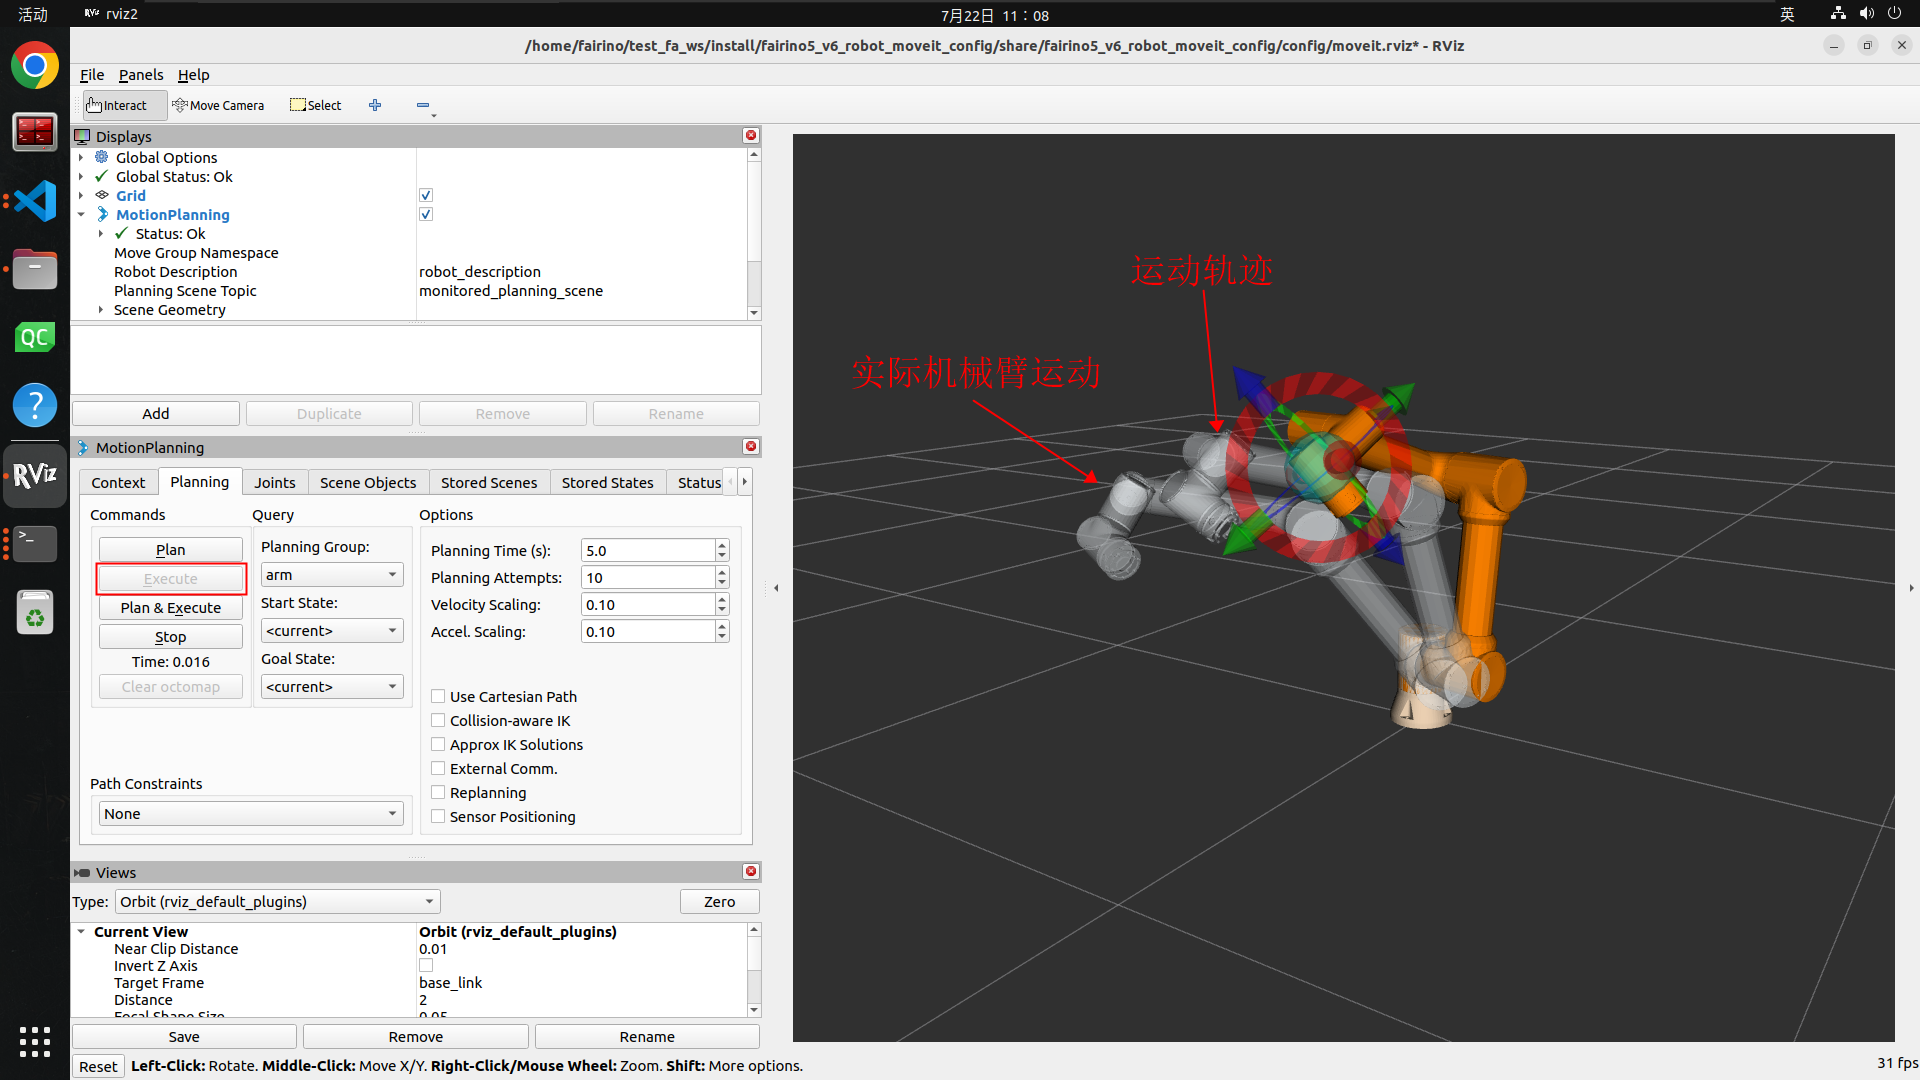 活动
rviz2
7月22日 11：08
英
/home/fairino/test_fa_ws/install/fairino5_v6_robot_moveit_config/share/fairino5_v6_robot_moveit_config/config/moveit.rviz* - RViz
File Panels Help
Interact Move Camera Select
Displays
Global Options
Global Status: Ok
Grid
MotionPlanning
Status: Ok
Move Group Namespace
Robot Description robot_description
Planning Scene Topic monitored_planning_scene
Scene Geometry
Add Duplicate Remove Rename
MotionPlanning
Context Planning Joints Scene Objects Stored Scenes Stored States Status
Commands Query Options
Plan
Execute
Plan & Execute
Stop
Time: 0.016
Clear octomap
Planning Group:
arm
Start State:
<current>
Goal State:
<current>
Planning Time (s): 5.0
Planning Attempts: 10
Velocity Scaling: 0.10
Accel. Scaling: 0.10
Use Cartesian Path
Collision-aware IK
Approx IK Solutions
External Comm.
Replanning
Sensor Positioning
Path Constraints
None
Views
Type: Orbit (rviz_default_plugins) Zero
Current View Orbit (rviz_default_plugins)
Near Clip Distance 0.01
Invert Z Axis
Target Frame base_link
Distance 2
Focal Shape Size 0.05
Save Remove Rename
Reset Left-Click: Rotate. Middle-Click: Move X/Y. Right-Click/Mouse Wheel: Zoom. Shift: More options.
31 fps
运动轨迹
实际机械臂运动
QC
?
RViz
>_